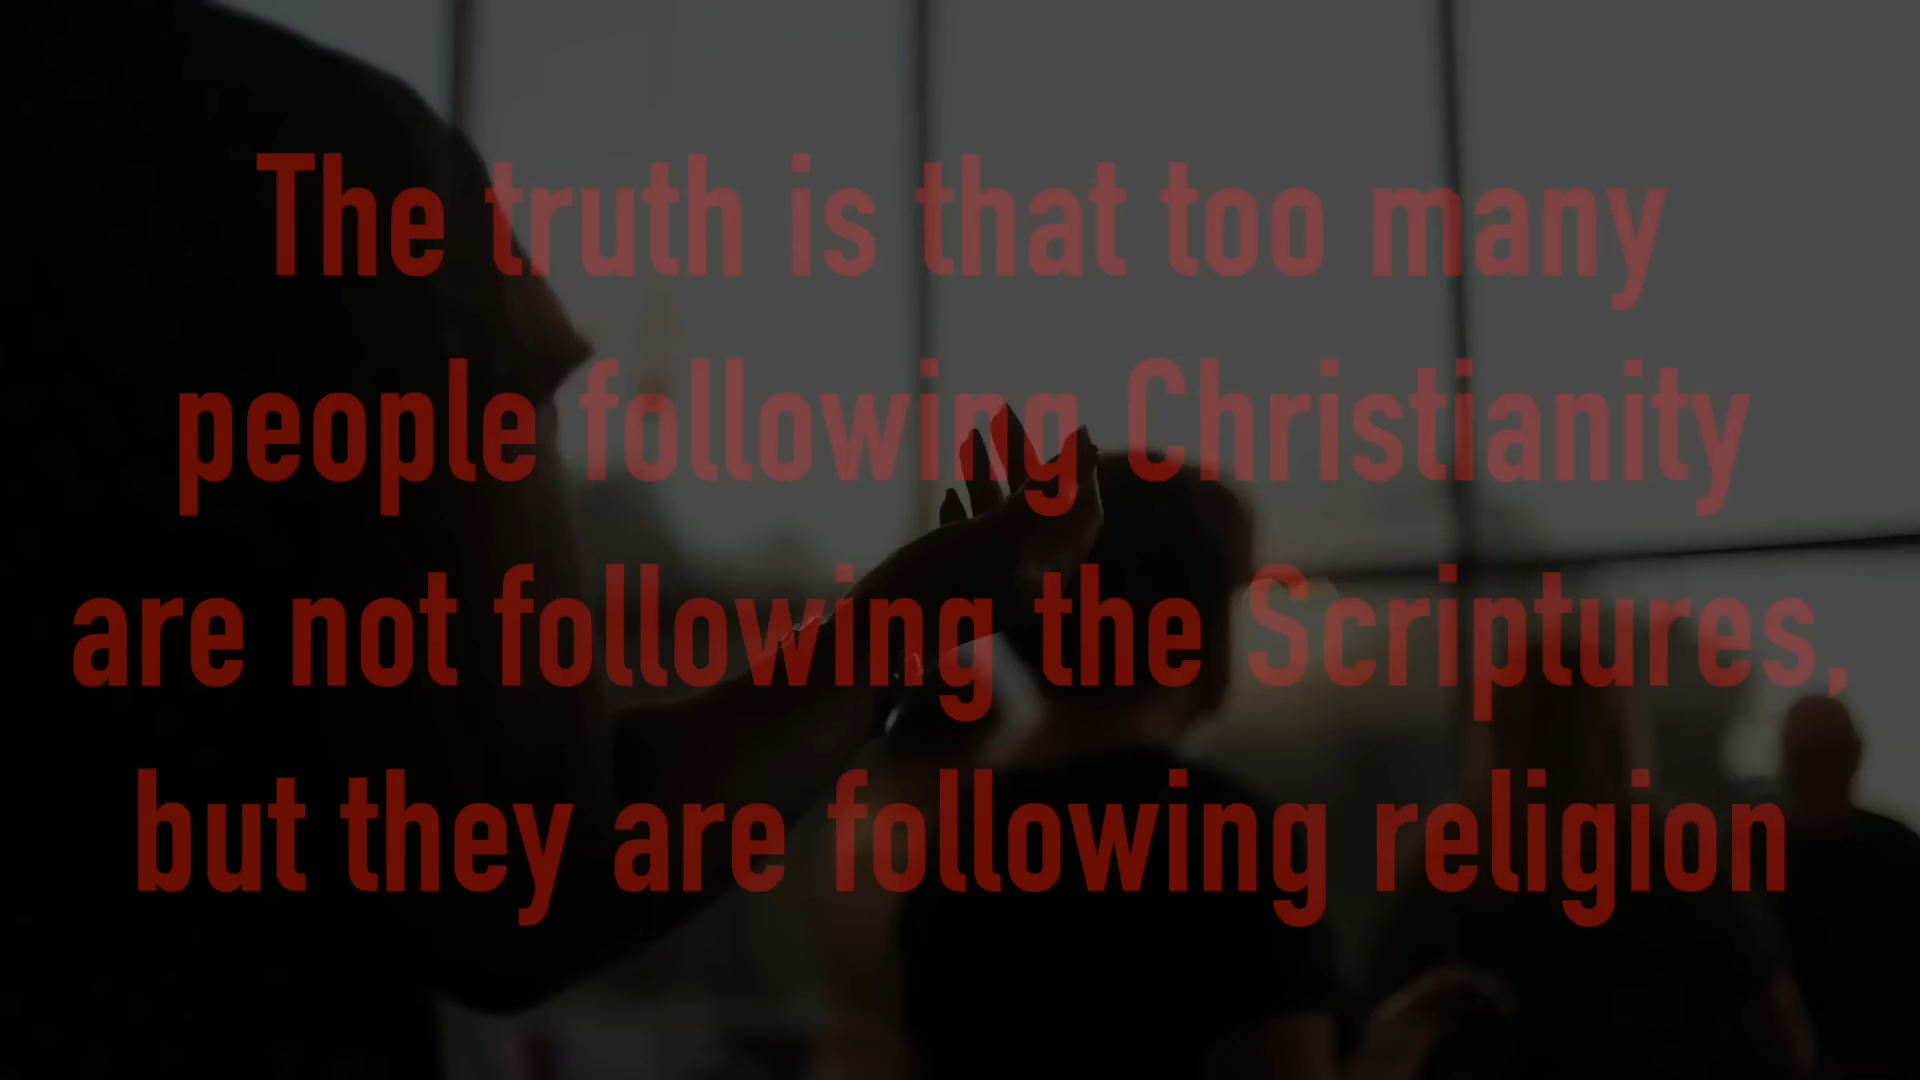 The truth is that too many
people following Christianity
are not following the Scriptures,
but they are following religion